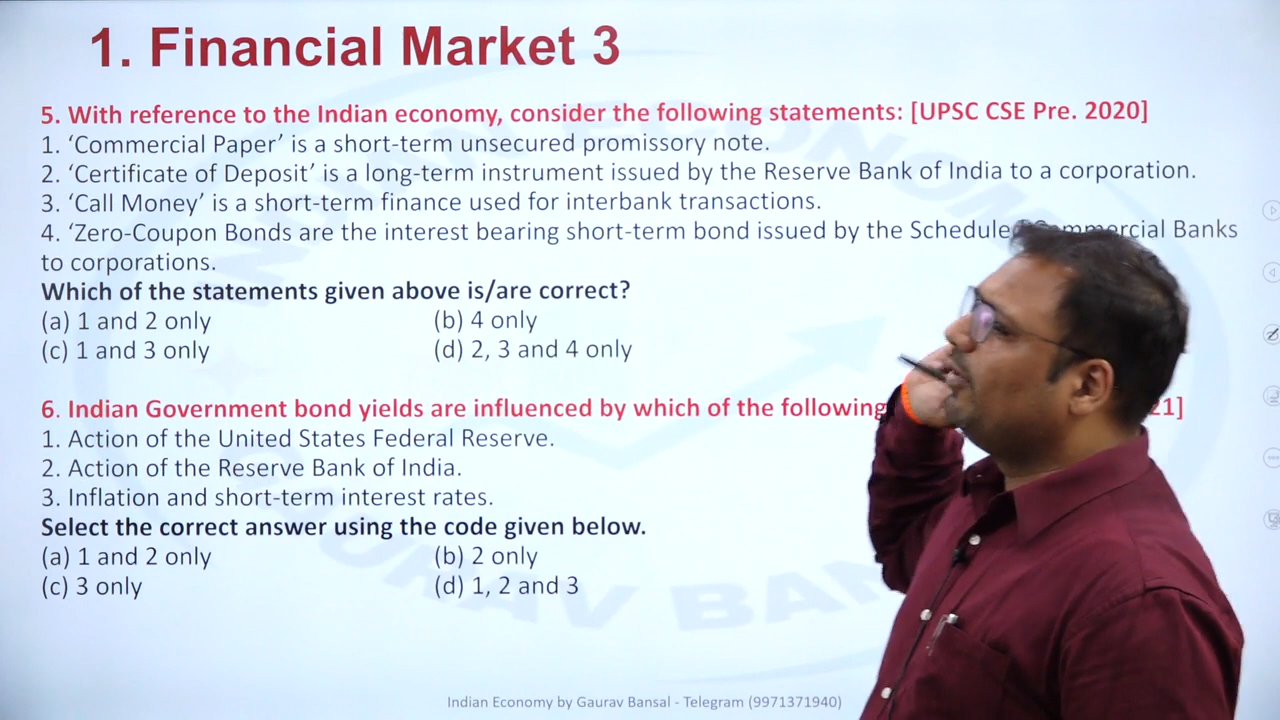 1. Financial Market 3
5. With reference to the Indian economy, consider the following statements: [UPSC CSE Pre. 2020]
1. ‘Commercial Paper’ is a short-term unsecured promissory note.
2. ‘Certificate of Deposit’ is a long-term instrument issued by the Reserve Bank of India to a corporation.
3. ‘Call Money’ is a short-term finance used for interbank transactions.
4. ‘Zero-Coupon Bonds are the interest bearing short-term bond issued by the Scheduled Commercial Banks
to corporations.
Which of the statements given above is/are correct?
(a) 1 and 2 only (b) 4 only
(c) 1 and 3 only (d) 2, 3 and 4 only
6. Indian Government bond yields are influenced by which of the following 21]
1. Action of the United States Federal Reserve.
2. Action of the Reserve Bank of India.
3. Inflation and short-term interest rates.
Select the correct answer using the code given below.
(a) 1 and 2 only (b) 2 only
(c) 3 only (d) 1, 2 and 3
Indian Economy by Gaurav Bansal - Telegram (9971371940)